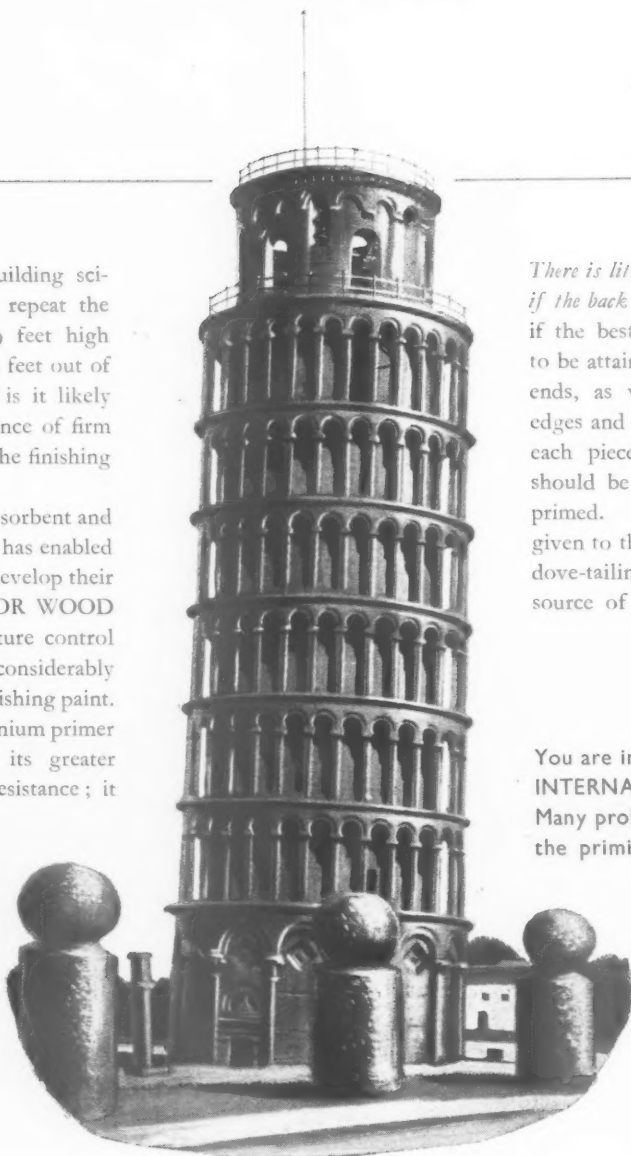 uilding sci-
repeat the
feet high
feet out of
is it likely
nce of firm
he finishing
sorbent and
has enabled
evelop their
OR WOOD
ture control
considerably
ishing paint.
nium primer
its greater
esistance ; it
There is lit
if the back
if the best
to be attain
ends, as
edges and
each piece
should be
primed.
given to th
dove-tailin
source of
You are in
INTERNA
Many prol
the primi